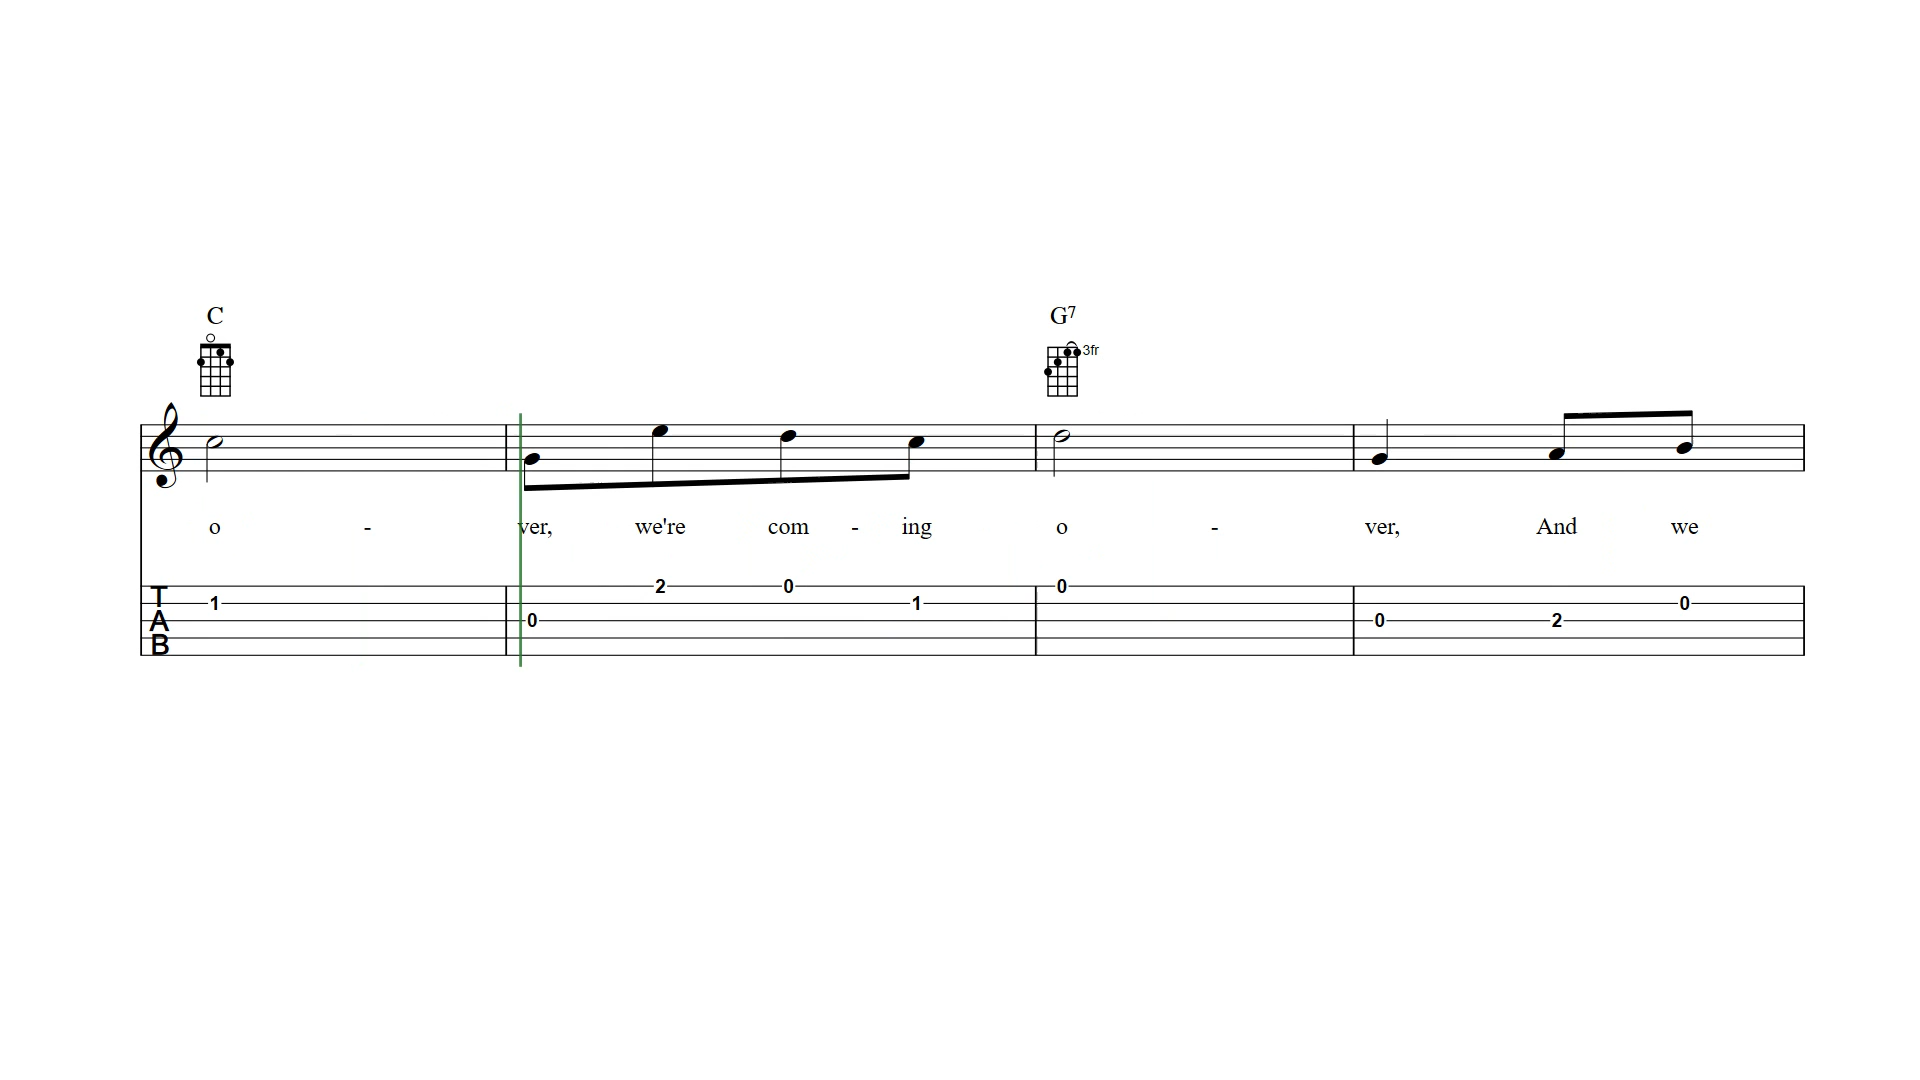 C G7
3fr
o - ver, we're com - ing o - ver, And we
2 0 0
T 1 1 0
A 0 0 2
B